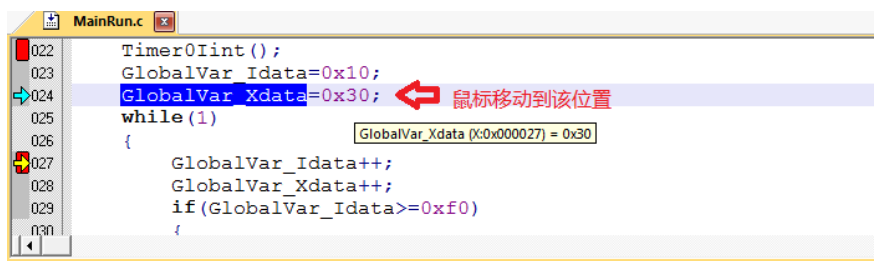 MainRun.c
022 Timer0Iint();
023 GlobalVar_Idata=0x10;
024 GlobalVar_Xdata=0x30; 鼠标移动到该位置
025 while(1)
GlobalVar_Xdata (X:0x000027) = 0x30
026 {
027 GlobalVar_Idata++;
028 GlobalVar_Xdata++;
029 if(GlobalVar_Idata>=0xf0)
030 {